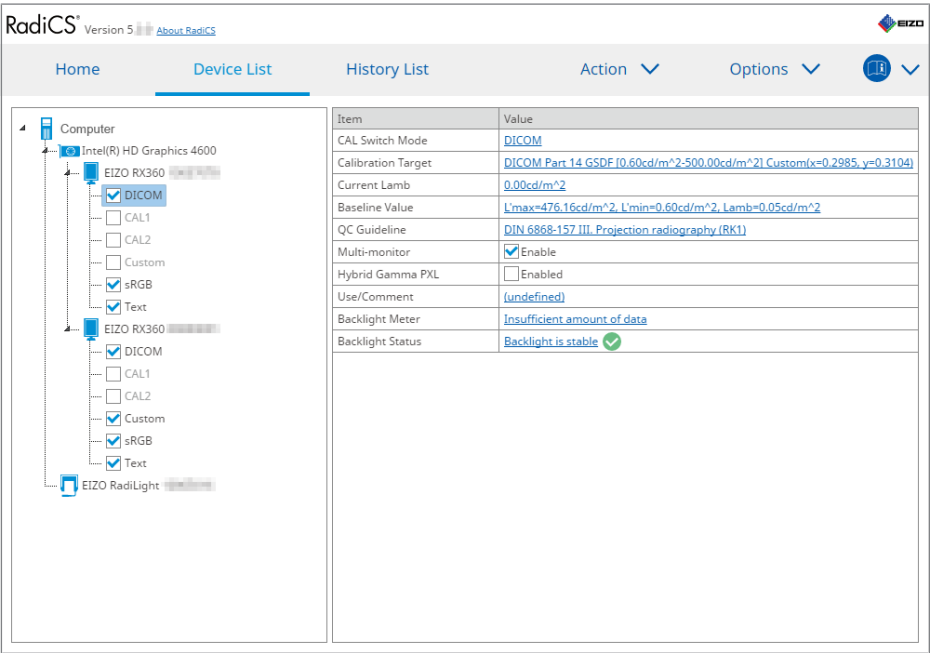 RadiCS® Version 5. About RadiCS
EIZO
Home Device List History List Action Options
Computer
Intel(R) HD Graphics 4600
EIZO RX360
DICOM
CAL1
CAL2
Custom
sRGB
Text
EIZO RX360
DICOM
CAL1
CAL2
Custom
sRGB
Text
EIZO RadiLight
Item Value
CAL Switch Mode DICOM
Calibration Target DICOM Part 14 GSDF [0.60cd/m^2-500.00cd/m^2] Custom(x=0.2985, y=0.3104)
Current Lamb 0.00cd/m^2
Baseline Value L'max=476.16cd/m^2, L'min=0.60cd/m^2, Lamb=0.05cd/m^2
QC Guideline DIN 6868-157 III. Projection radiography (RK1)
Multi-monitor Enable
Hybrid Gamma PXL Enabled
Use/Comment (undefined)
Backlight Meter Insufficient amount of data
Backlight Status Backlight is stable